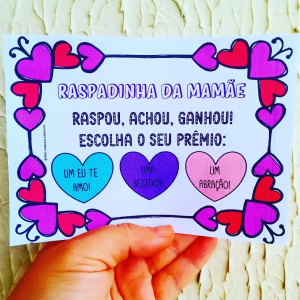 RASPADINHA DA MAMÃE
RASPOU, ACHOU, GANHOU!
ESCOLHA O SEU PRÊMIO:
UM EU TE
AMO!
UMA
BEIJOCA!
UM
ABRAÇÃO!